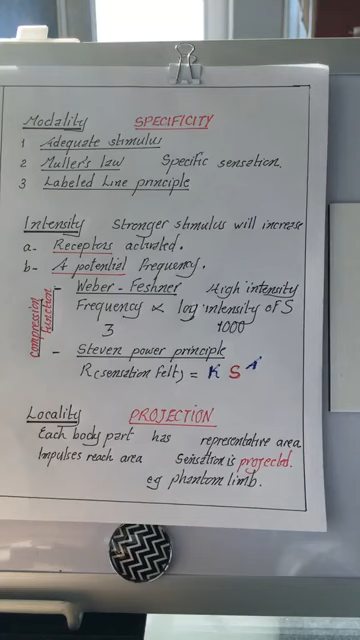 Modality SPECIFICITY
1 Adequate stimulus
2 Muller's law Specific sensation.
3 Labeled Line principle
Intensity Stronger stimulus will increase
a- Receptors actuated.
b- A potential Frequency.
- Weber - Feshner High intensity
Frequency ∝ log intensity of S
3 1000
compression function
- Steven power principle
R (sensation felt) = K S A
Locality PROJECTION
Each body part has representative area
Impulses reach area Sensation is projected.
eg phantom limb.